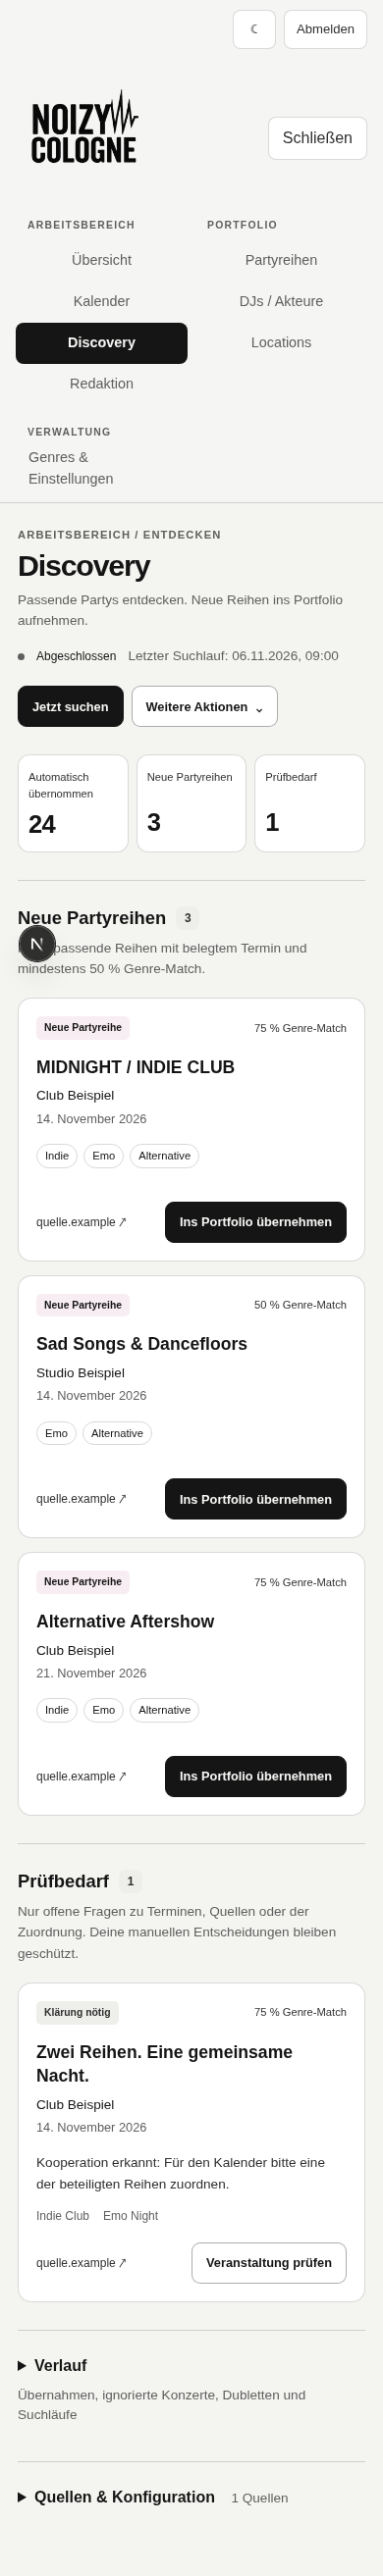 ☾ Abmelden
NOIZY
COLOGNE
Schließen
ARBEITSBEREICH
Übersicht
Kalender
Discovery
Redaktion
PORTFOLIO
Partyreihen
DJs / Akteure
Locations
VERWALTUNG
Genres &
Einstellungen
ARBEITSBEREICH / ENTDECKEN
Discovery
Passende Partys entdecken. Neue Reihen ins Portfolio
aufnehmen.
Abgeschlossen Letzter Suchlauf: 06.11.2026, 09:00
Jetzt suchen Weitere Aktionen
Automatisch
übernommen
24
Neue Partyreihen
3
Prüfbedarf
1
Neue Partyreihen 3
N
passende Reihen mit belegtem Termin und
mindestens 50 % Genre-Match.
Neue Partyreihe 75 % Genre-Match
MIDNIGHT / INDIE CLUB
Club Beispiel
14. November 2026
Indie Emo Alternative
quelle.example ↗ Ins Portfolio übernehmen
Neue Partyreihe 50 % Genre-Match
Sad Songs & Dancefloors
Studio Beispiel
14. November 2026
Emo Alternative
quelle.example ↗ Ins Portfolio übernehmen
Neue Partyreihe 75 % Genre-Match
Alternative Aftershow
Club Beispiel
21. November 2026
Indie Emo Alternative
quelle.example ↗ Ins Portfolio übernehmen
Prüfbedarf 1
Nur offene Fragen zu Terminen, Quellen oder der
Zuordnung. Deine manuellen Entscheidungen bleiben
geschützt.
Klärung nötig 75 % Genre-Match
Zwei Reihen. Eine gemeinsame
Nacht.
Club Beispiel
14. November 2026
Kooperation erkannt: Für den Kalender bitte eine
der beteiligten Reihen zuordnen.
Indie Club Emo Night
quelle.example ↗ Veranstaltung prüfen
Verlauf
Übernahmen, ignorierte Konzerte, Dubletten und
Suchläufe
Quellen & Konfiguration 1 Quellen